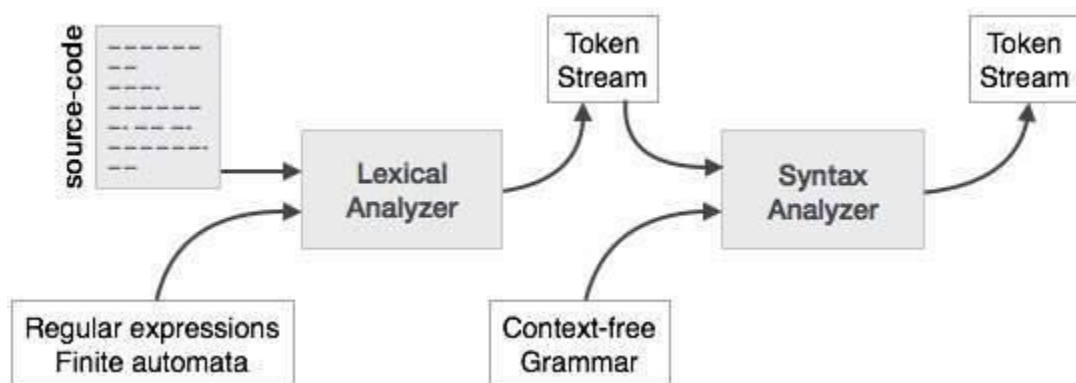 source-code
Lexical
Analyzer
Regular expressions
Finite automata
Token
Stream
Syntax
Analyzer
Context-free
Grammar
Token
Stream